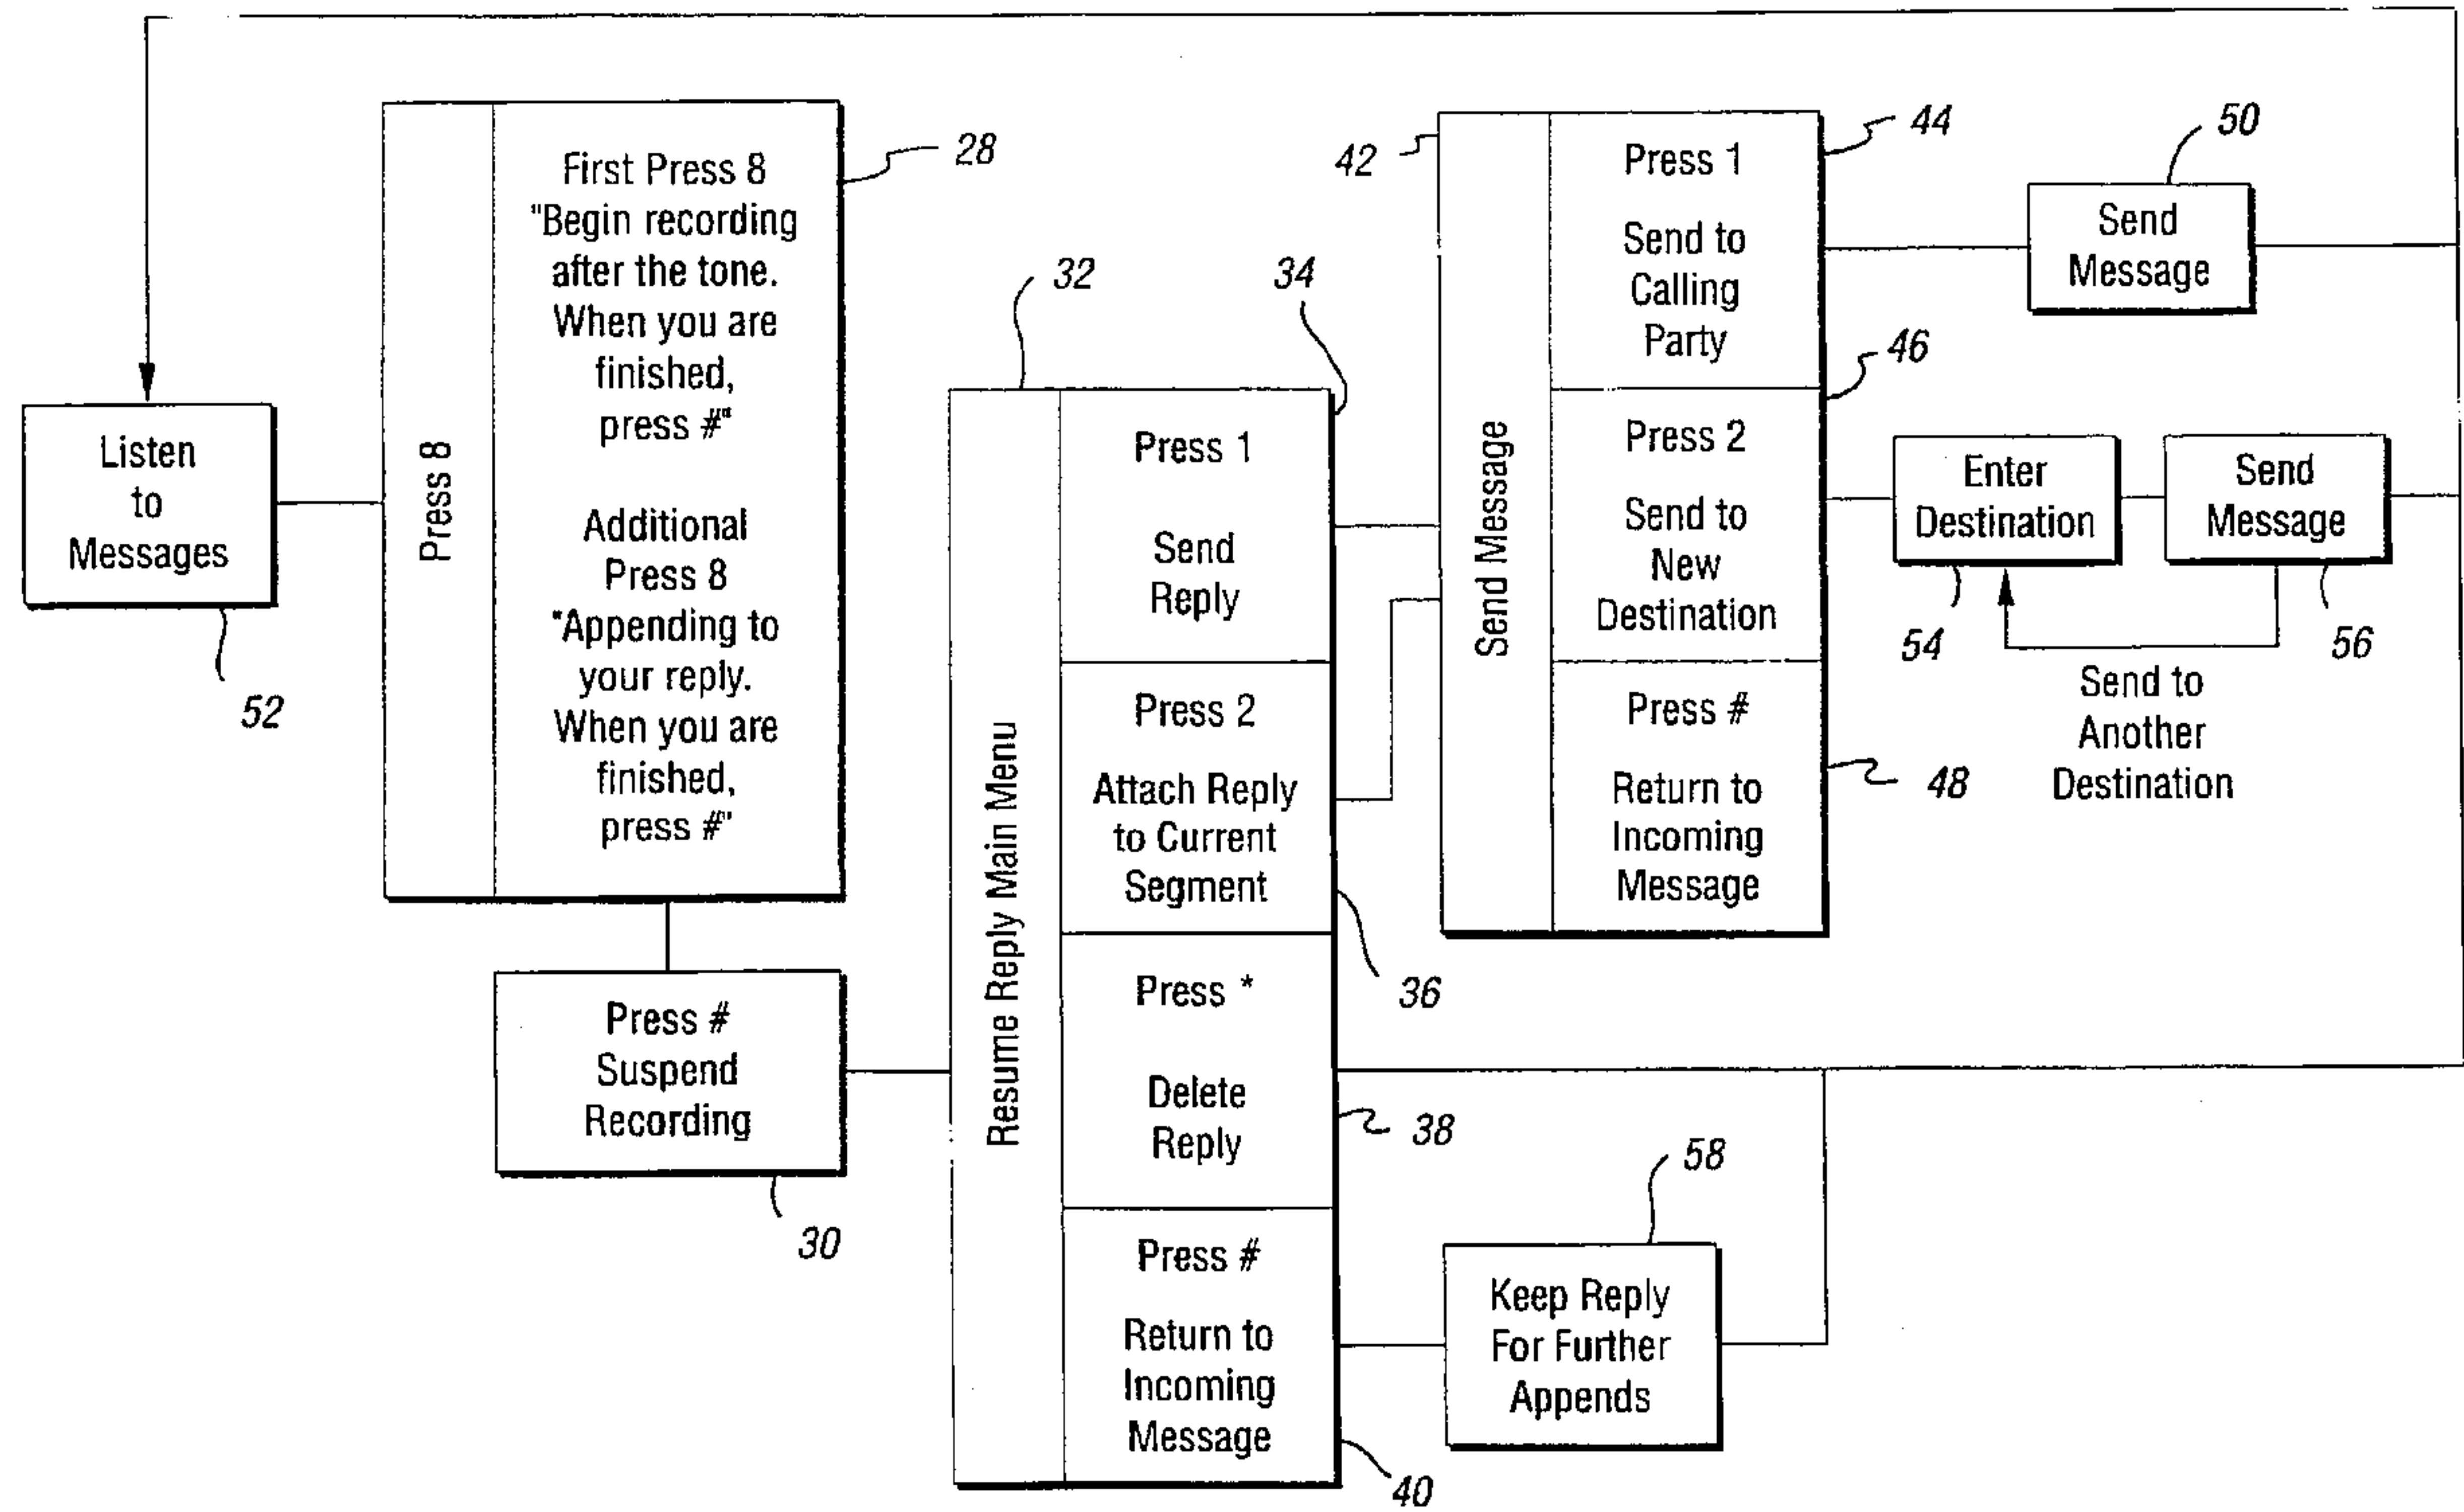 Listen
to
Messages
52
Press 8
First Press 8
"Begin recording
after the tone.
When you are
finished,
press #"
Additional
Press 8
"Appending to
your reply.
When you are
finished,
press #"
28
Press #
Suspend
Recording
30
Resume Reply Main Menu
32
Press 1
Send
Reply
34
Press 2
Attach Reply
to Current
Segment
36
Press *
Delete
Reply
38
Press #
Return to
Incoming
Message
40
42
Send Message
Press 1
Send to
Calling
Party
44
Press 2
Send to
New
Destination
46
Press #
Return to
Incoming
Message
48
50
Send
Message
Enter
Destination
54
Send
Message
56
Send to
Another
Destination
58
Keep Reply
For Further
Appends